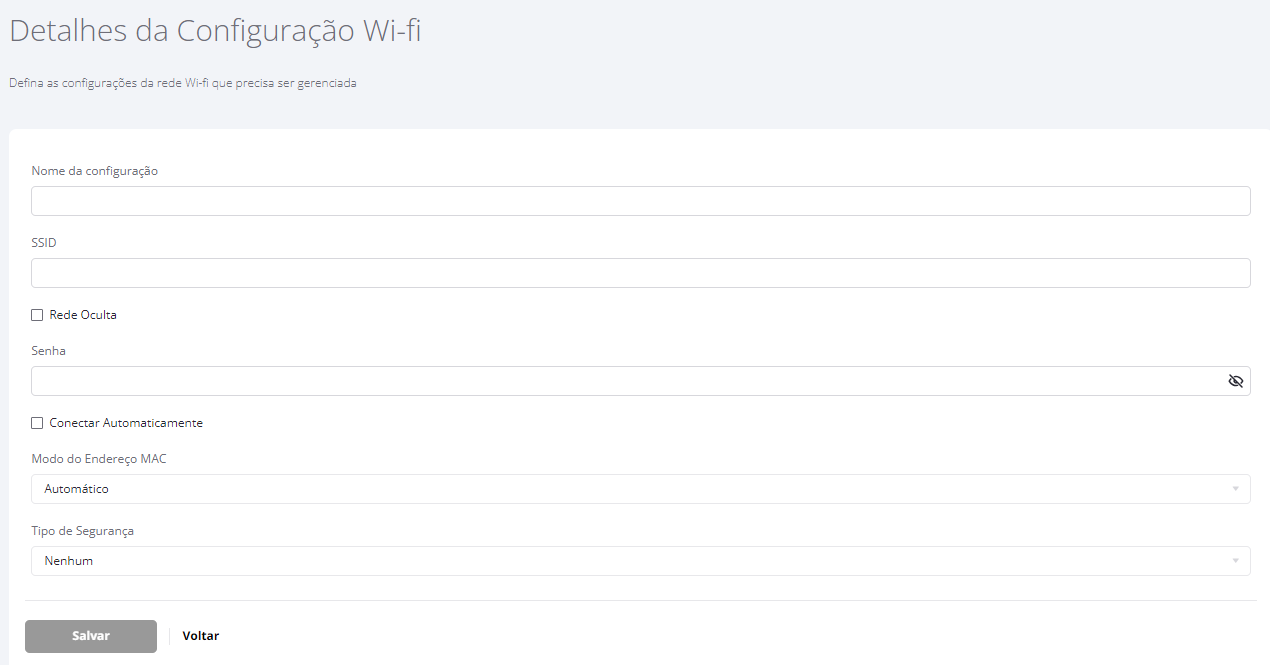 Detalhes da Configuração Wi-fi
Defina as configurações da rede Wi-fi que precisa ser gerenciada
Nome da configuração
SSID
Rede Oculta
Senha
Conectar Automaticamente
Modo do Endereço MAC
Automático
Tipo de Segurança
Nenhum
Salvar
Voltar